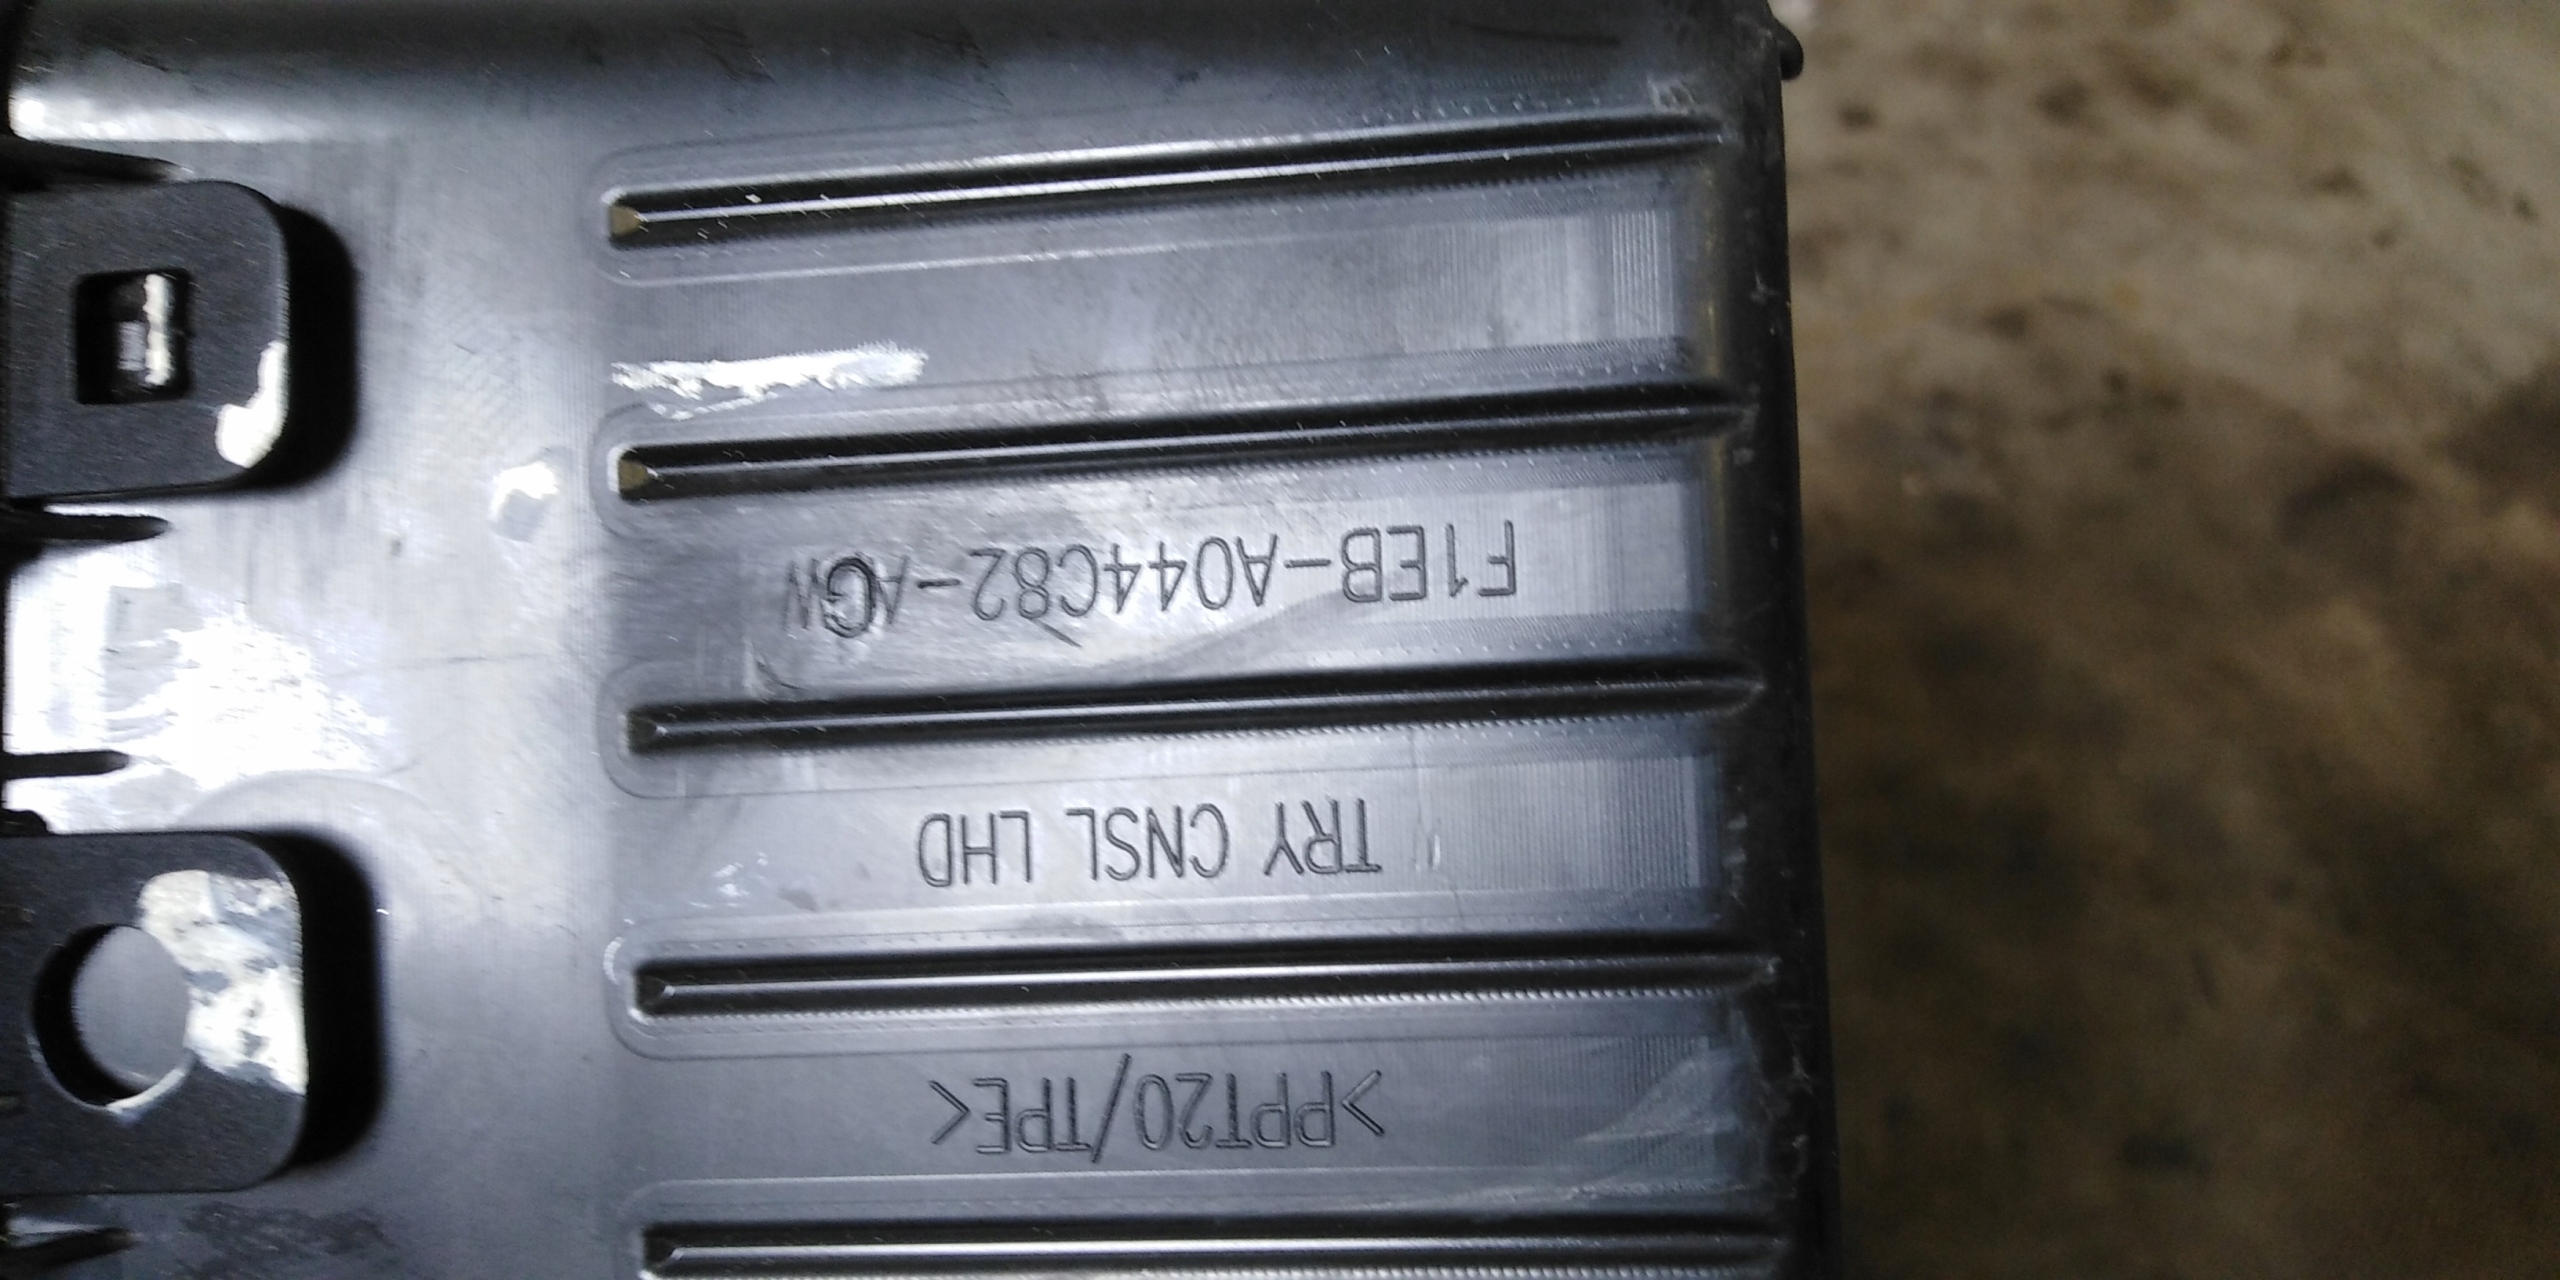 >PPT20/TPE<
TRY CNSL LHD
F1EB-A044C82-AGW